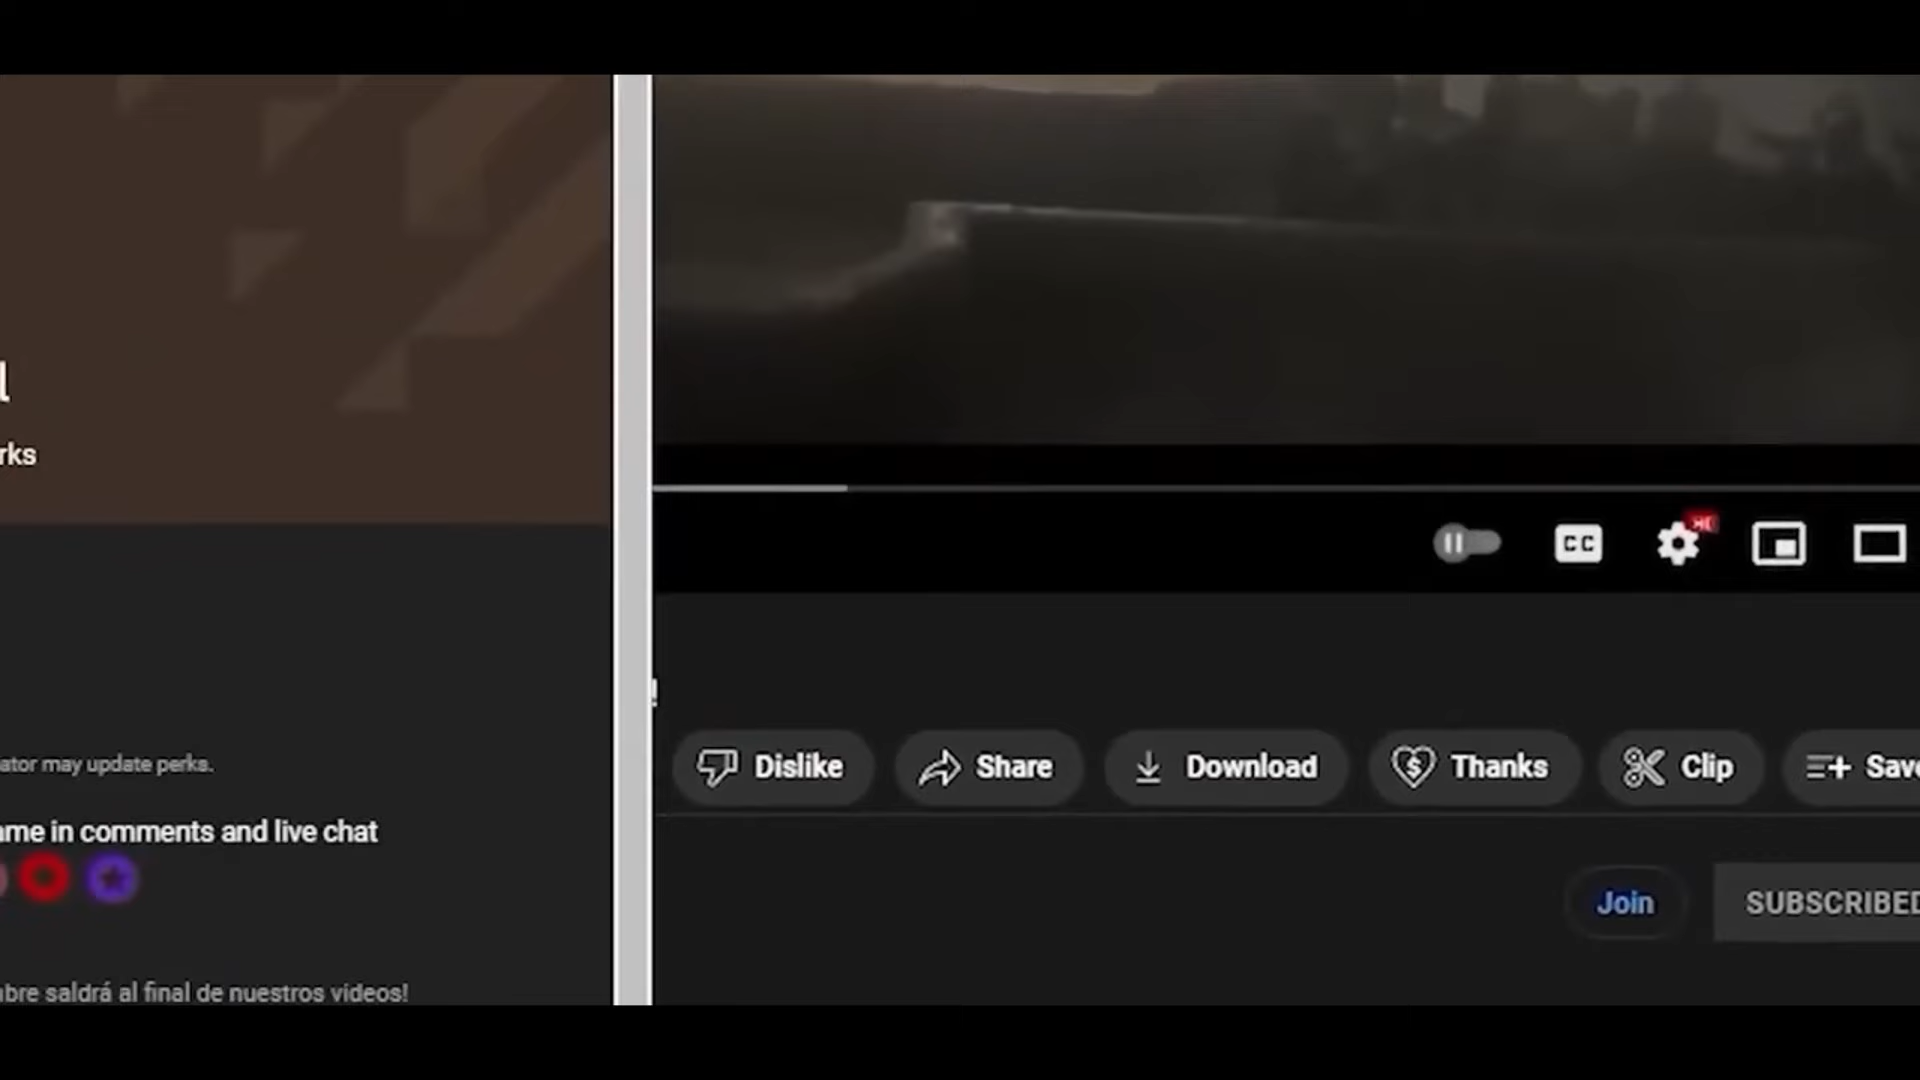 rks
ator may update perks.
ame in comments and live chat
bre saldrá al final de nuestros videos!
!
CC
Dislike
Share
Download
Thanks
Clip
Save
Join
SUBSCRIBED